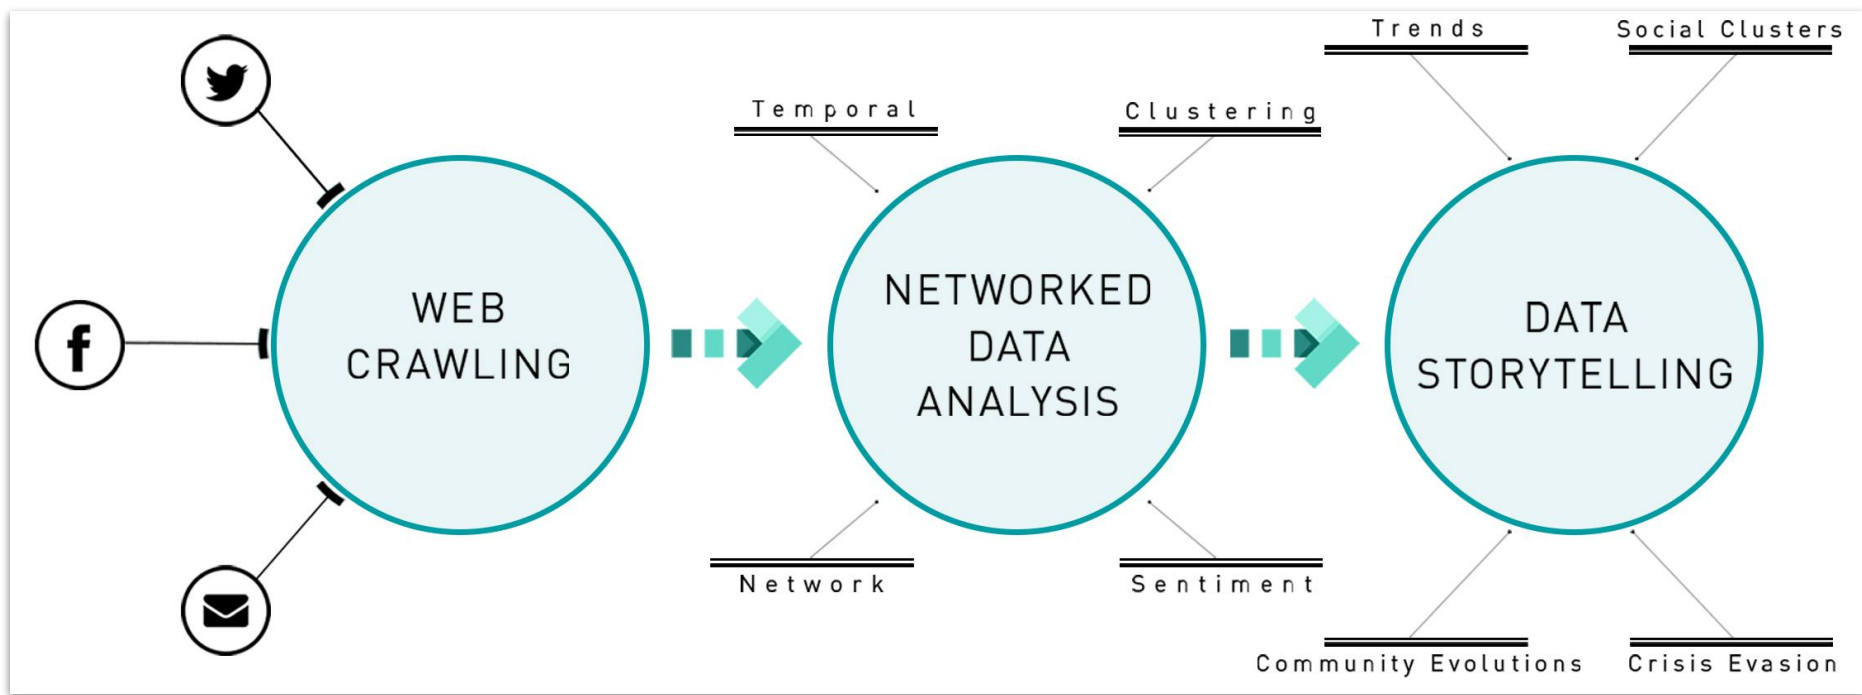 WEB
CRAWLING
Temporal
Clustering
NETWORKED
DATA
ANALYSIS
Network
Sentiment
Trends
Social Clusters
DATA
STORYTELLING
Community Evolutions
Crisis Evasion